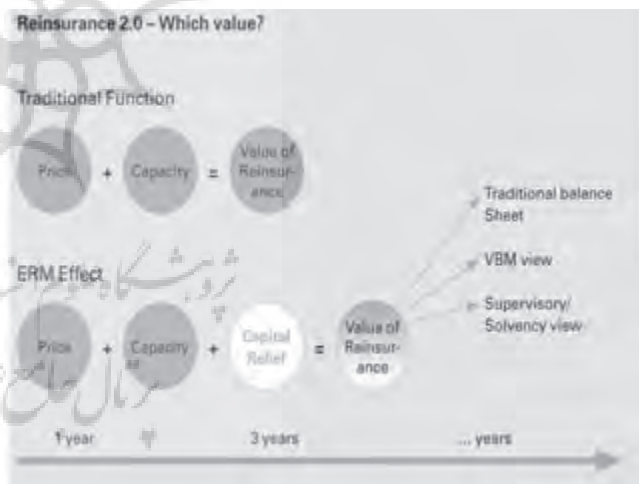 Reinsurance 2.0 – Which value?
Traditional Function
Price + Capacity = Value of
Reinsur-
ance
Traditional balance
Sheet
VBM view
Supervisory/
Solvency view
ERM Effect
Price + Capacity + Capital
Relief = Value of
Reinsur-
ance
1 year 3 years ... years